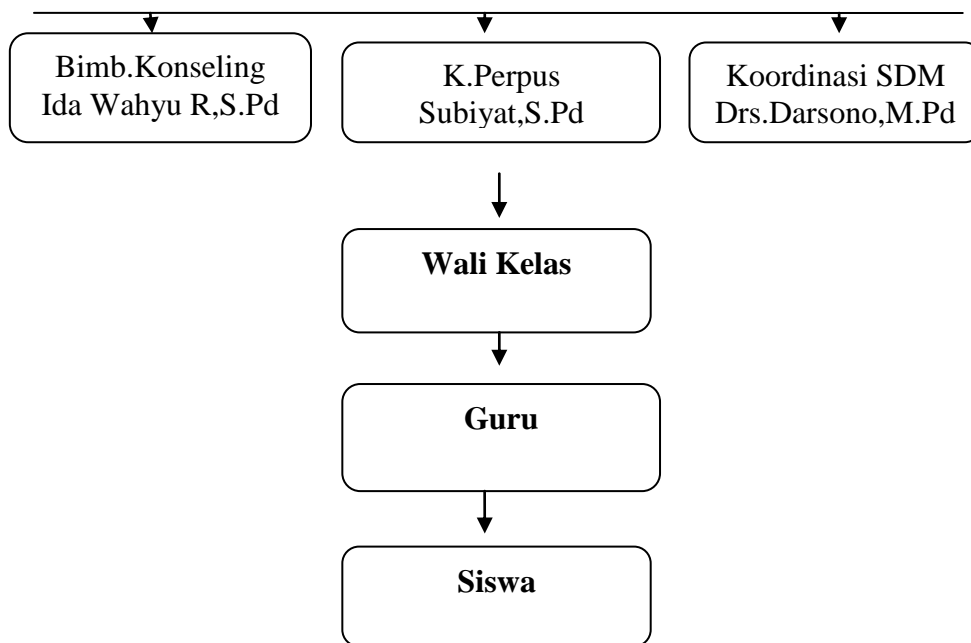 Bimb.Konseling
Ida Wahyu R,S.Pd
K.Perpus
Subiyat,S.Pd
Koordinasi SDM
Drs.Darsono,M.Pd
Wali Kelas
Guru
Siswa